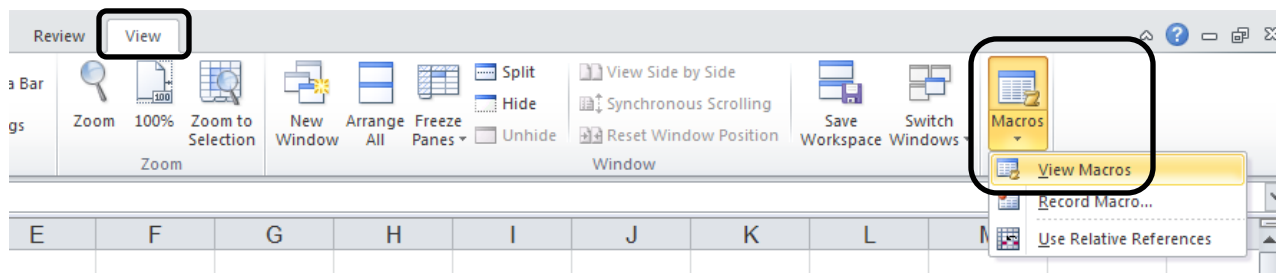 Review View
a Bar
gs
Zoom
100%
Zoom to
Selection
Zoom
New
Window
Arrange
All
Freeze
Panes
Split
Hide
Unhide
View Side by Side
Synchronous Scrolling
Reset Window Position
Window
Save
Workspace
Switch
Windows
Macros
View Macros
Record Macro...
Use Relative References
E F G H I J K L